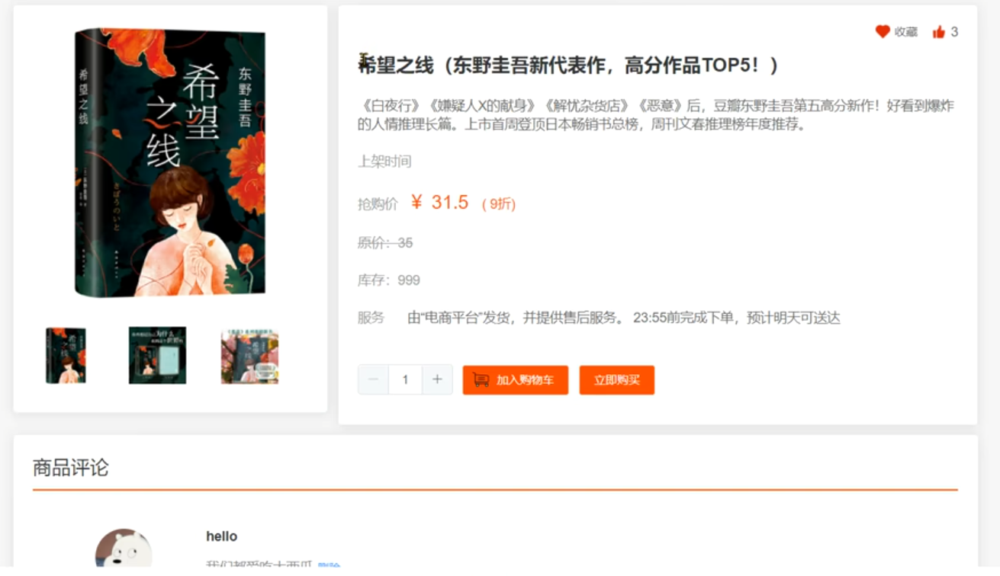 希望之线
东野圭吾
希望之线
きぼうのいと
收藏 3
希望之线（东野圭吾新代表作，高分作品TOP5！）
《白夜行》《嫌疑人X的献身》《解忧杂货店》《恶意》后，豆瓣东野圭吾第五高分新作！好看到爆炸
的人情推理长篇。上市首周登顶日本畅销书总榜，周刊文春推理榜年度推荐。
上架时间
抢购价 ¥ 31.5 （9折）
原价：35
库存：999
服务 由“电商平台”发货，并提供售后服务。 23:55前完成下单，预计明天可送达
1 加入购物车 立即购买
商品评论
hello
我们都爱吃大西瓜 删除